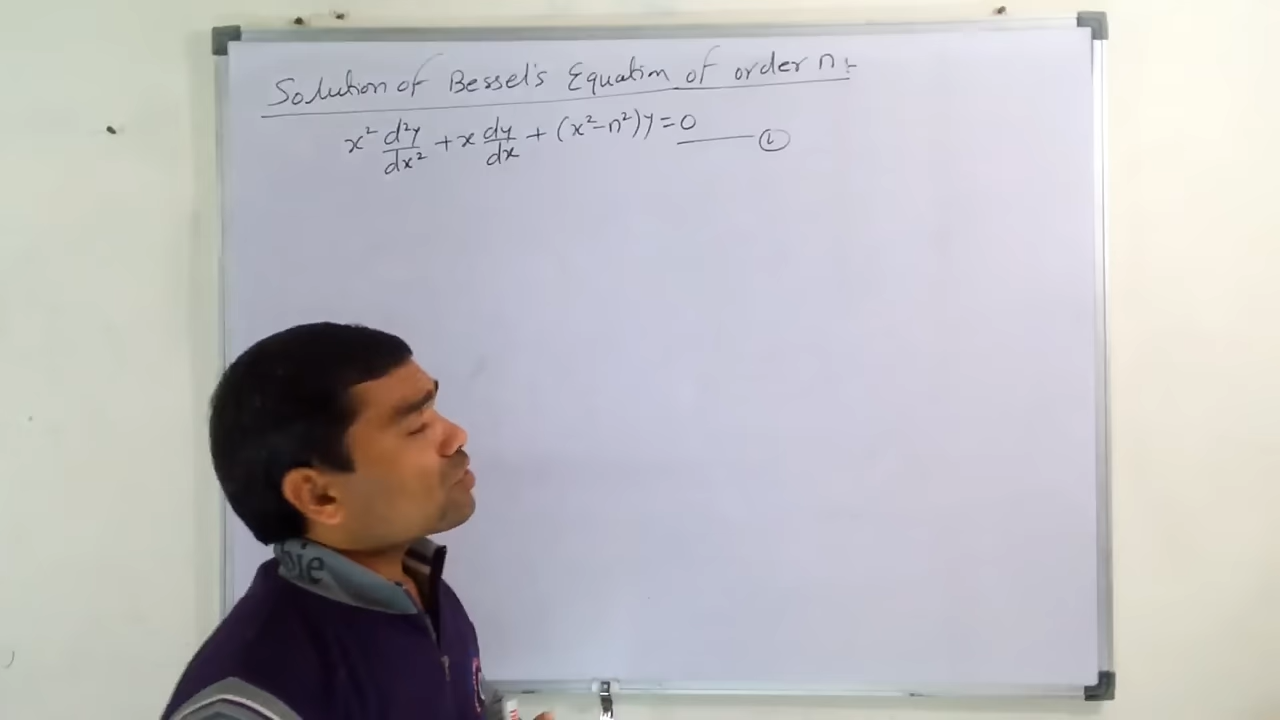 Solution of Bessel's Equation of order n:-
x² d²y/dx² + x dy/dx + (x²-n²)y=0 —— ①